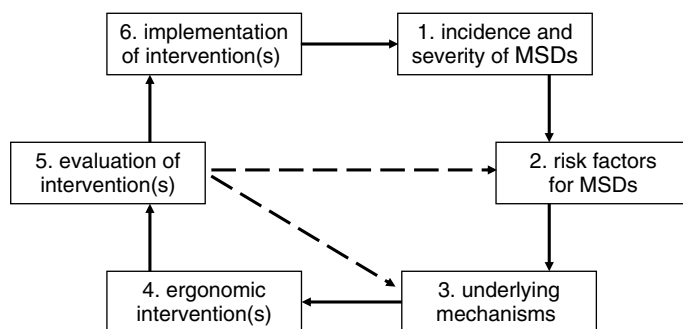 6. implementation
of intervention(s)
1. incidence and
severity of MSDs
5. evaluation of
intervention(s)
2. risk factors
for MSDs
4. ergonomic
intervention(s)
3. underlying
mechanisms